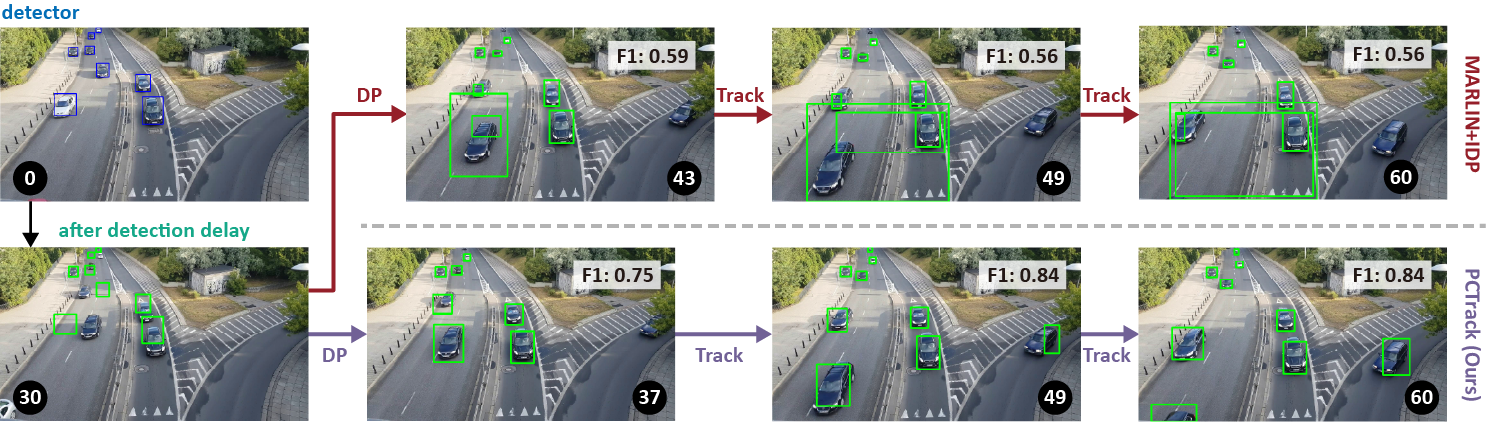 detector
0
after detection delay
30
DP
F1: 0.59
43
Track
F1: 0.56
49
Track
F1: 0.56
60
MARLIN+IDP
DP
F1: 0.75
37
Track
F1: 0.84
49
Track
F1: 0.84
60
PCTrack (Ours)